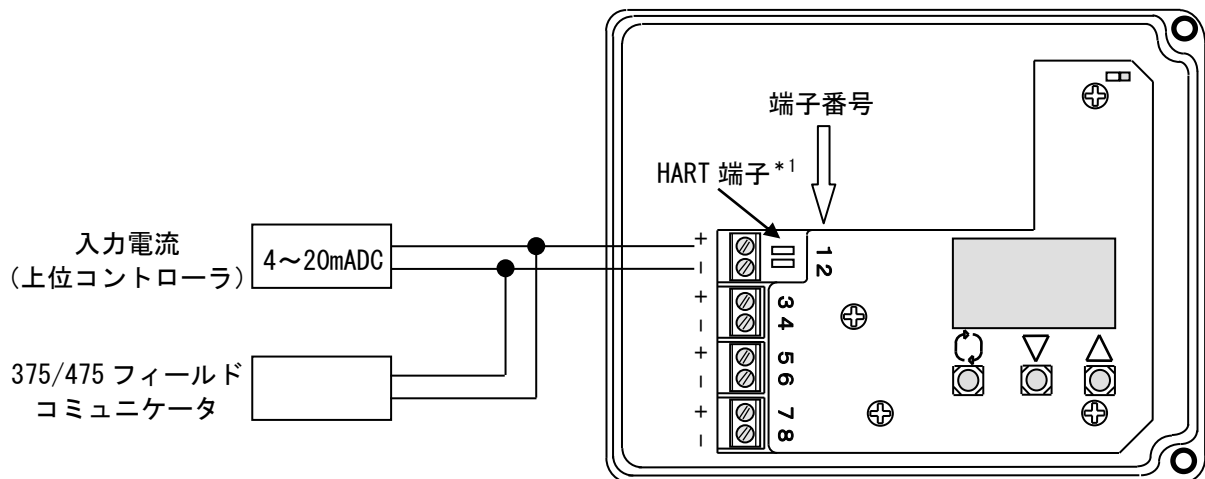 端子番号
HART 端子*1
入力電流
(上位コントローラ)
4～20mADC
375/475 フィールド
コミュニケータ
+
-
+
-
+
-
+
-
1 2
3 4
5 6
7 8